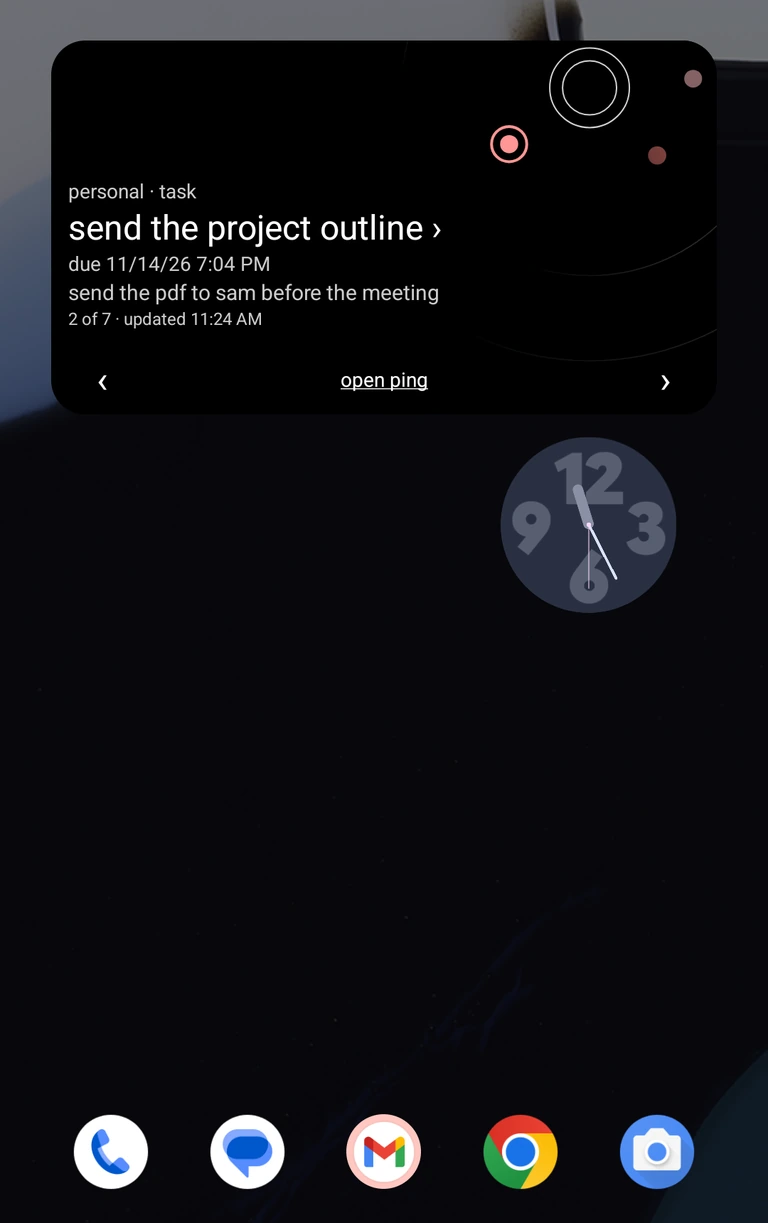 personal · task
send the project outline ›
due 11/14/26 7:04 PM
send the pdf to sam before the meeting
2 of 7 · updated 11:24 AM
‹ open ping ›
12
9 3
6